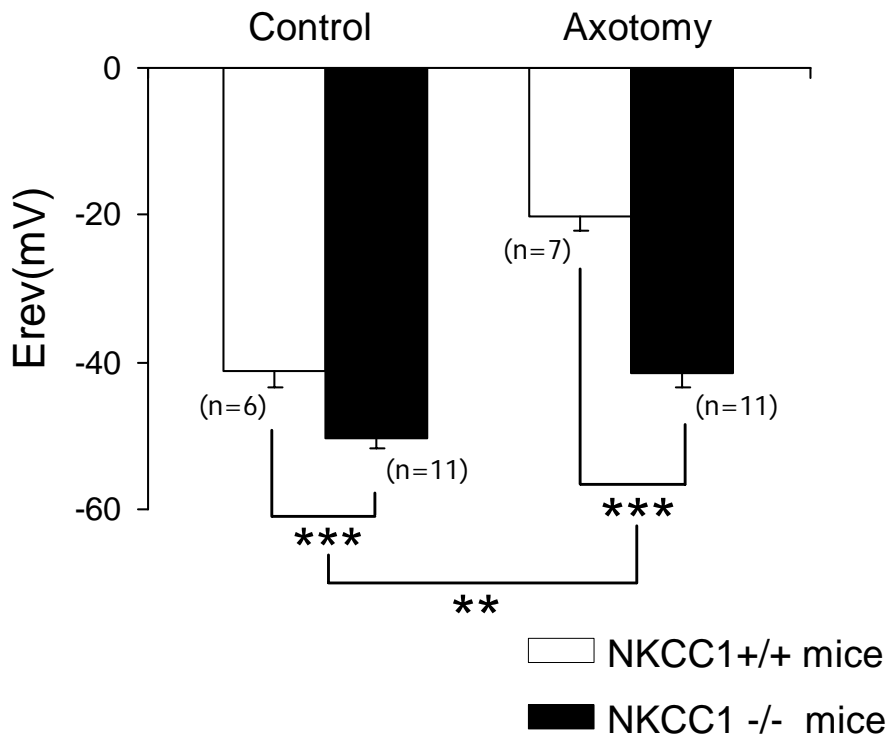 Control Axotomy
0
-20
-40
-60
Erev(mV)
(n=6)
(n=11)
(n=7)
(n=11)
***
***
**
NKCC1+/+ mice
NKCC1 -/- mice